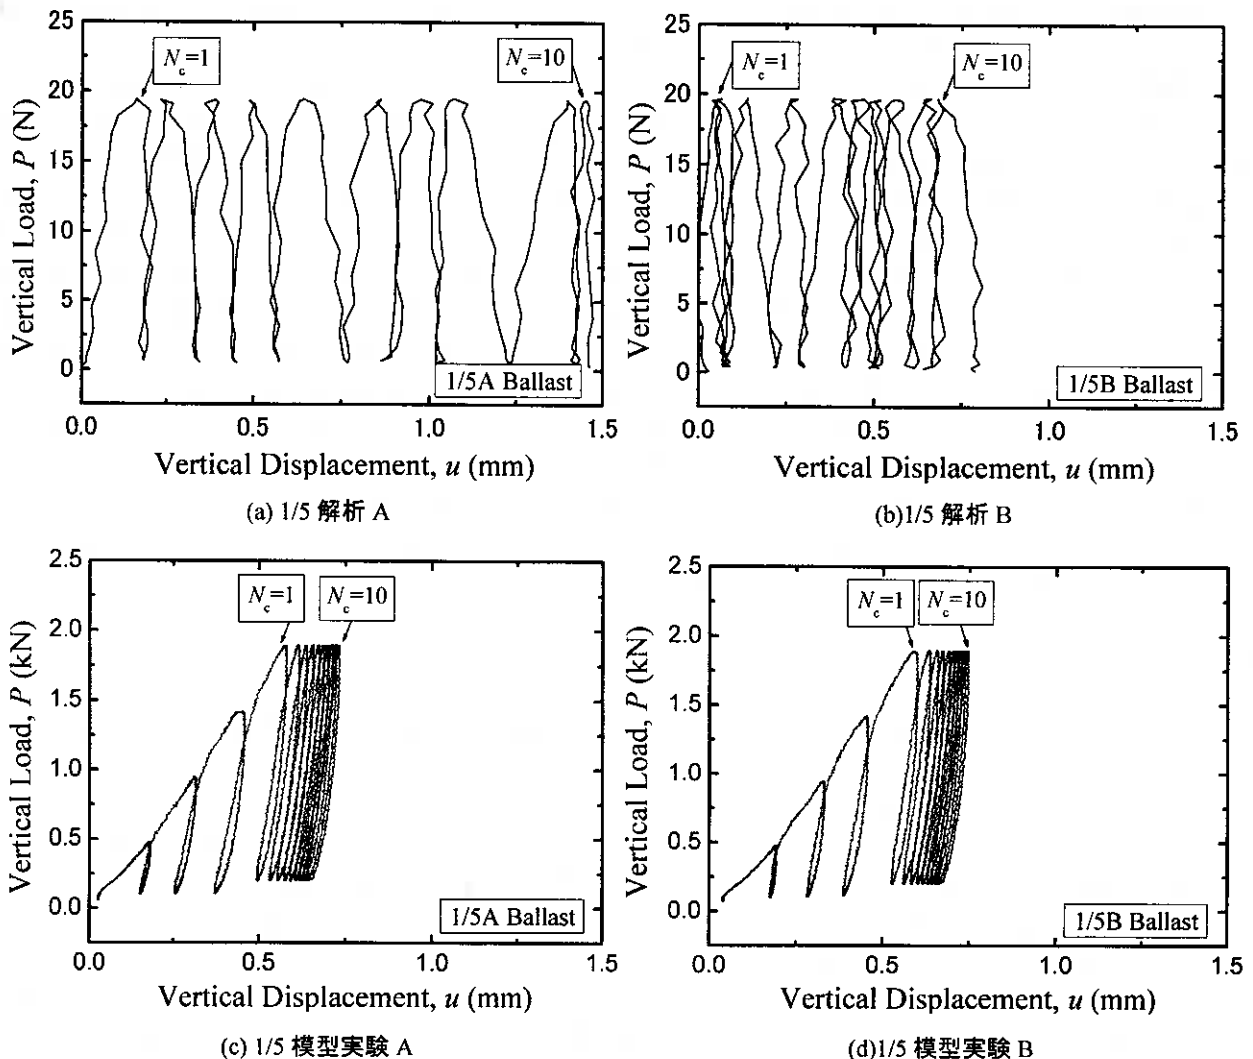 25
20
15
10
5
0
Vertical Load, P (N)
N_c=1
N_c=10
1/5A Ballast
0.0 0.5 1.0 1.5
Vertical Displacement, u (mm)
(a) 1/5 解析 A
25
20
15
10
5
0
Vertical Load, P (N)
N_c=1
N_c=10
1/5B Ballast
0.0 0.5 1.0 1.5
Vertical Displacement, u (mm)
(b)1/5 解析 B
2.5
2.0
1.5
1.0
0.5
0.0
Vertical Load, P (kN)
N_c=1
N_c=10
1/5A Ballast
0.0 0.5 1.0 1.5
Vertical Displacement, u (mm)
(c) 1/5 模型実験 A
2.5
2.0
1.5
1.0
0.5
0.0
Vertical Load, P (kN)
N_c=1
N_c=10
1/5B Ballast
0.0 0.5 1.0 1.5
Vertical Displacement, u (mm)
(d)1/5 模型実験 B